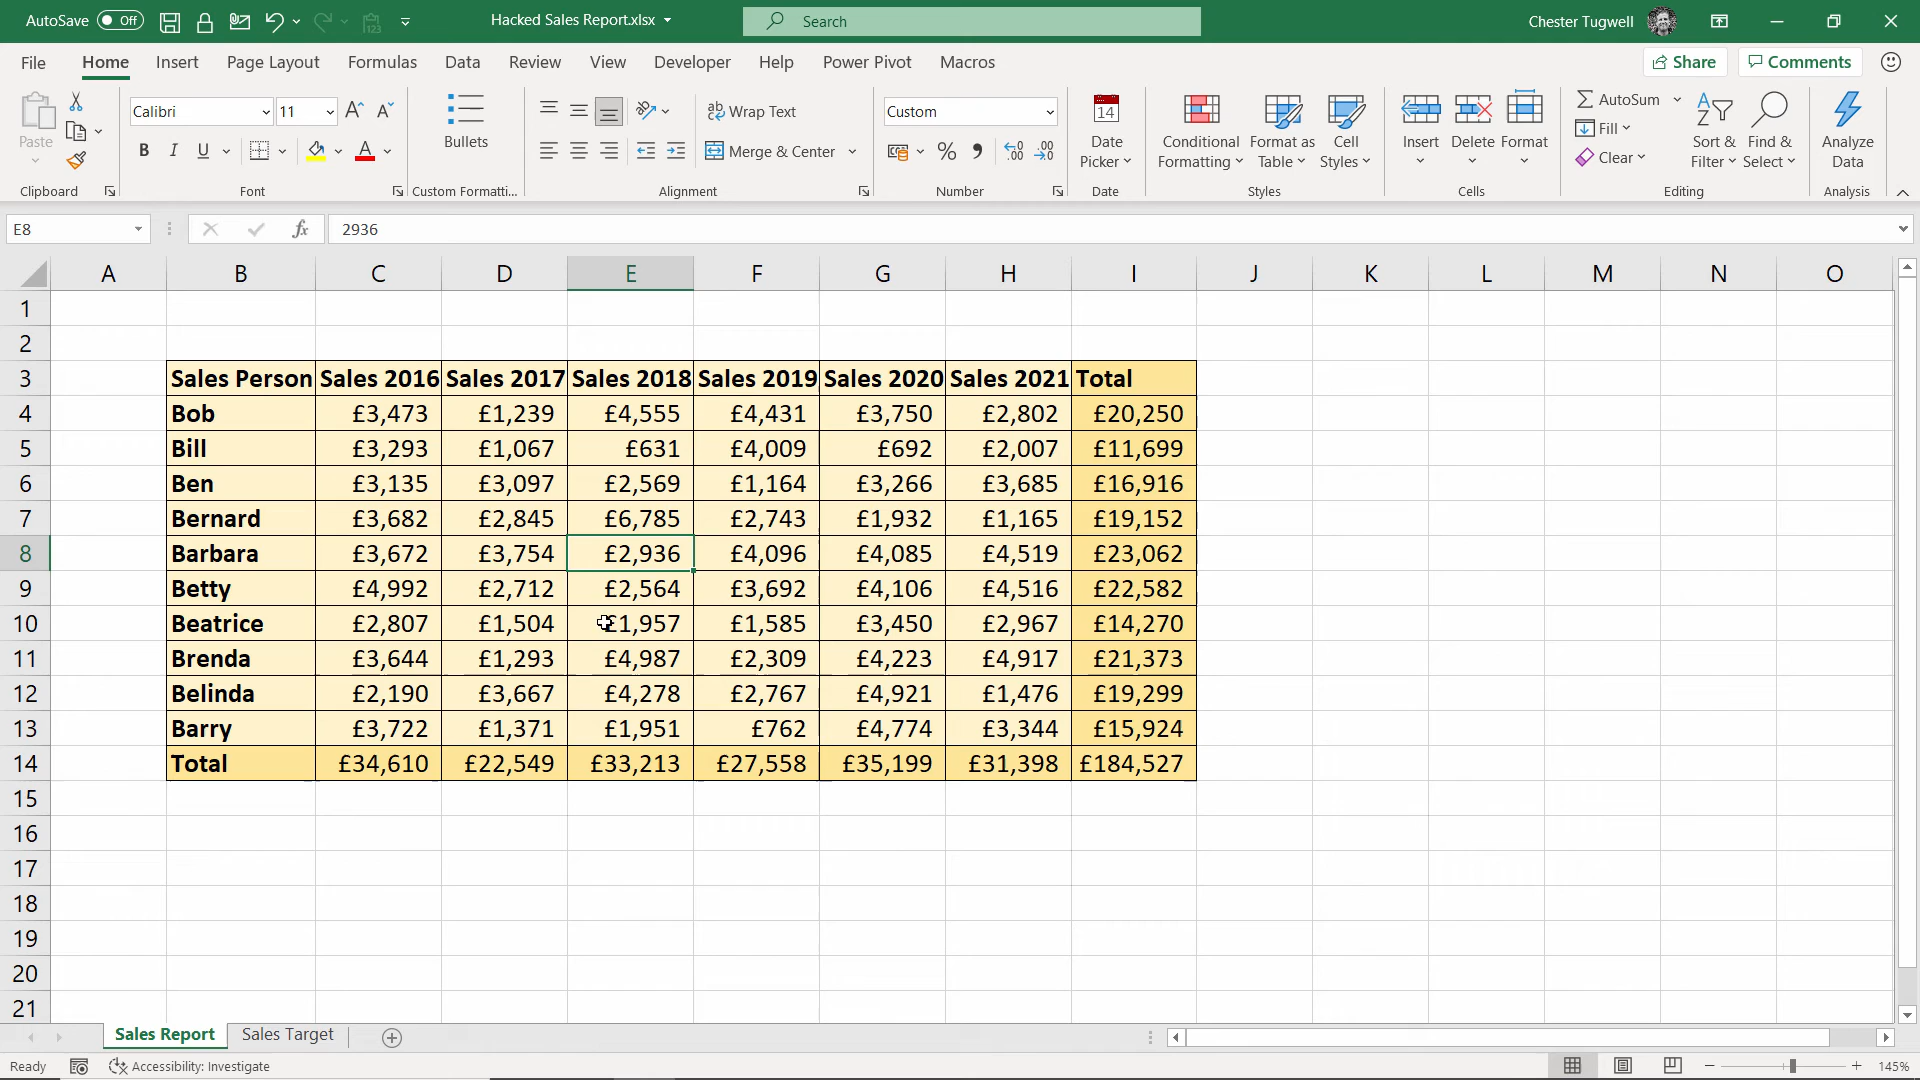 AutoSave Off Hacked Sales Report.xlsx Search Chester Tugwell
File Home Insert Page Layout Formulas Data Review View Developer Help Power Pivot Macros Share Comments
Calibri 11 Wrap Text Custom AutoSum
Paste Bullets Date Conditional Format as Cell Insert Delete Format Fill Sort & Find & Analyze
B I U Merge & Center % Picker Formatting Table Styles Clear Filter Select Data
Clipboard Font Custom Formatti... Alignment Number Date Styles Cells Editing Analysis
E8 fx 2936
A B C D E F G H I J K L M N O
1
2
3 Sales Person Sales 2016 Sales 2017 Sales 2018 Sales 2019 Sales 2020 Sales 2021 Total
4 Bob £3,473 £1,239 £4,555 £4,431 £3,750 £2,802 £20,250
5 Bill £3,293 £1,067 £631 £4,009 £692 £2,007 £11,699
6 Ben £3,135 £3,097 £2,569 £1,164 £3,266 £3,685 £16,916
7 Bernard £3,682 £2,845 £6,785 £2,743 £1,932 £1,165 £19,152
8 Barbara £3,672 £3,754 £2,936 £4,096 £4,085 £4,519 £23,062
9 Betty £4,992 £2,712 £2,564 £3,692 £4,106 £4,516 £22,582
10 Beatrice £2,807 £1,504 £1,957 £1,585 £3,450 £2,967 £14,270
11 Brenda £3,644 £1,293 £4,987 £2,309 £4,223 £4,917 £21,373
12 Belinda £2,190 £3,667 £4,278 £2,767 £4,921 £1,476 £19,299
13 Barry £3,722 £1,371 £1,951 £762 £4,774 £3,344 £15,924
14 Total £34,610 £22,549 £33,213 £27,558 £35,199 £31,398 £184,527
15
16
17
18
19
20
21
Sales Report Sales Target
Ready Accessibility: Investigate 145%